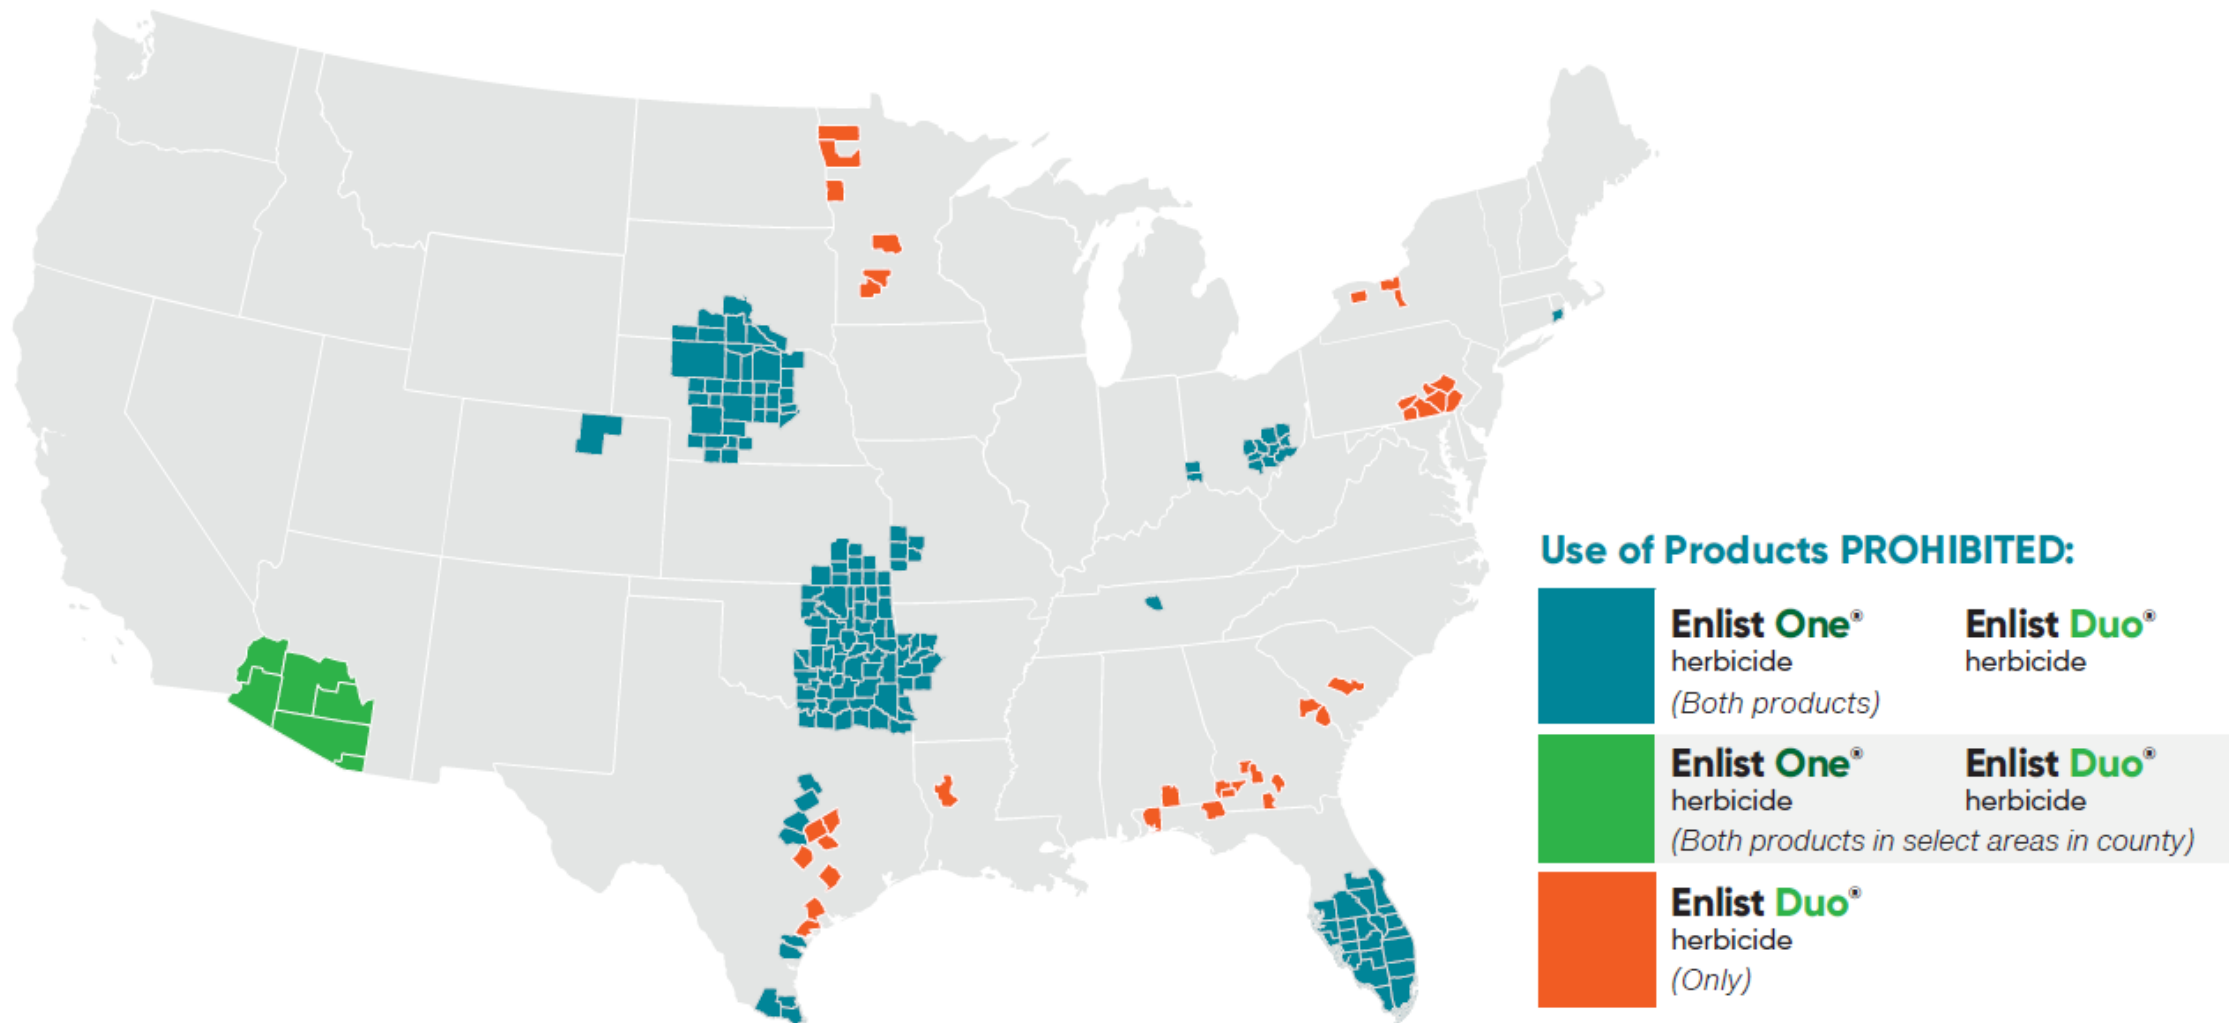 Use of Products PROHIBITED:
Enlist One® Enlist Duo®
herbicide herbicide
(Both products)
Enlist One® Enlist Duo®
herbicide herbicide
(Both products in select areas in county)
Enlist Duo®
herbicide
(Only)